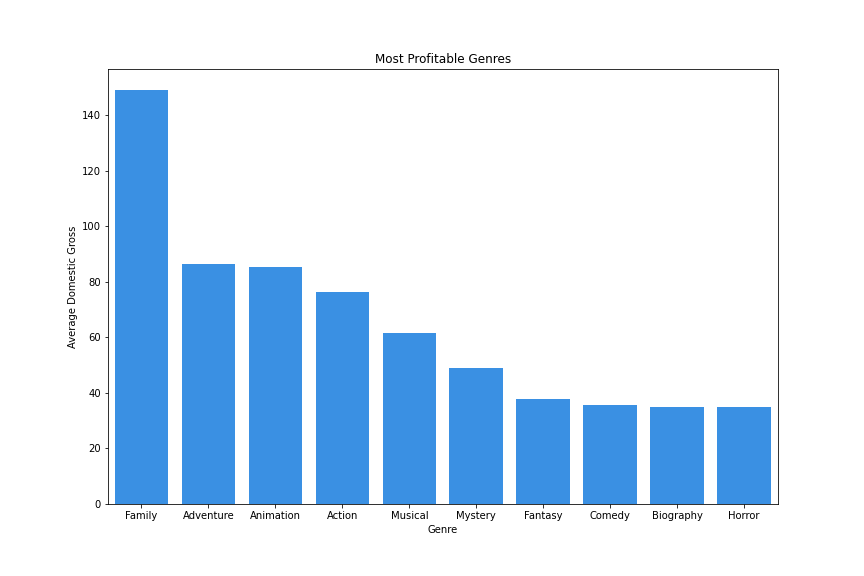 Most Profitable Genres
Average Domestic Gross
140
120
100
80
60
40
20
0
Family Adventure Animation Action Musical Mystery Fantasy Comedy Biography Horror
Genre